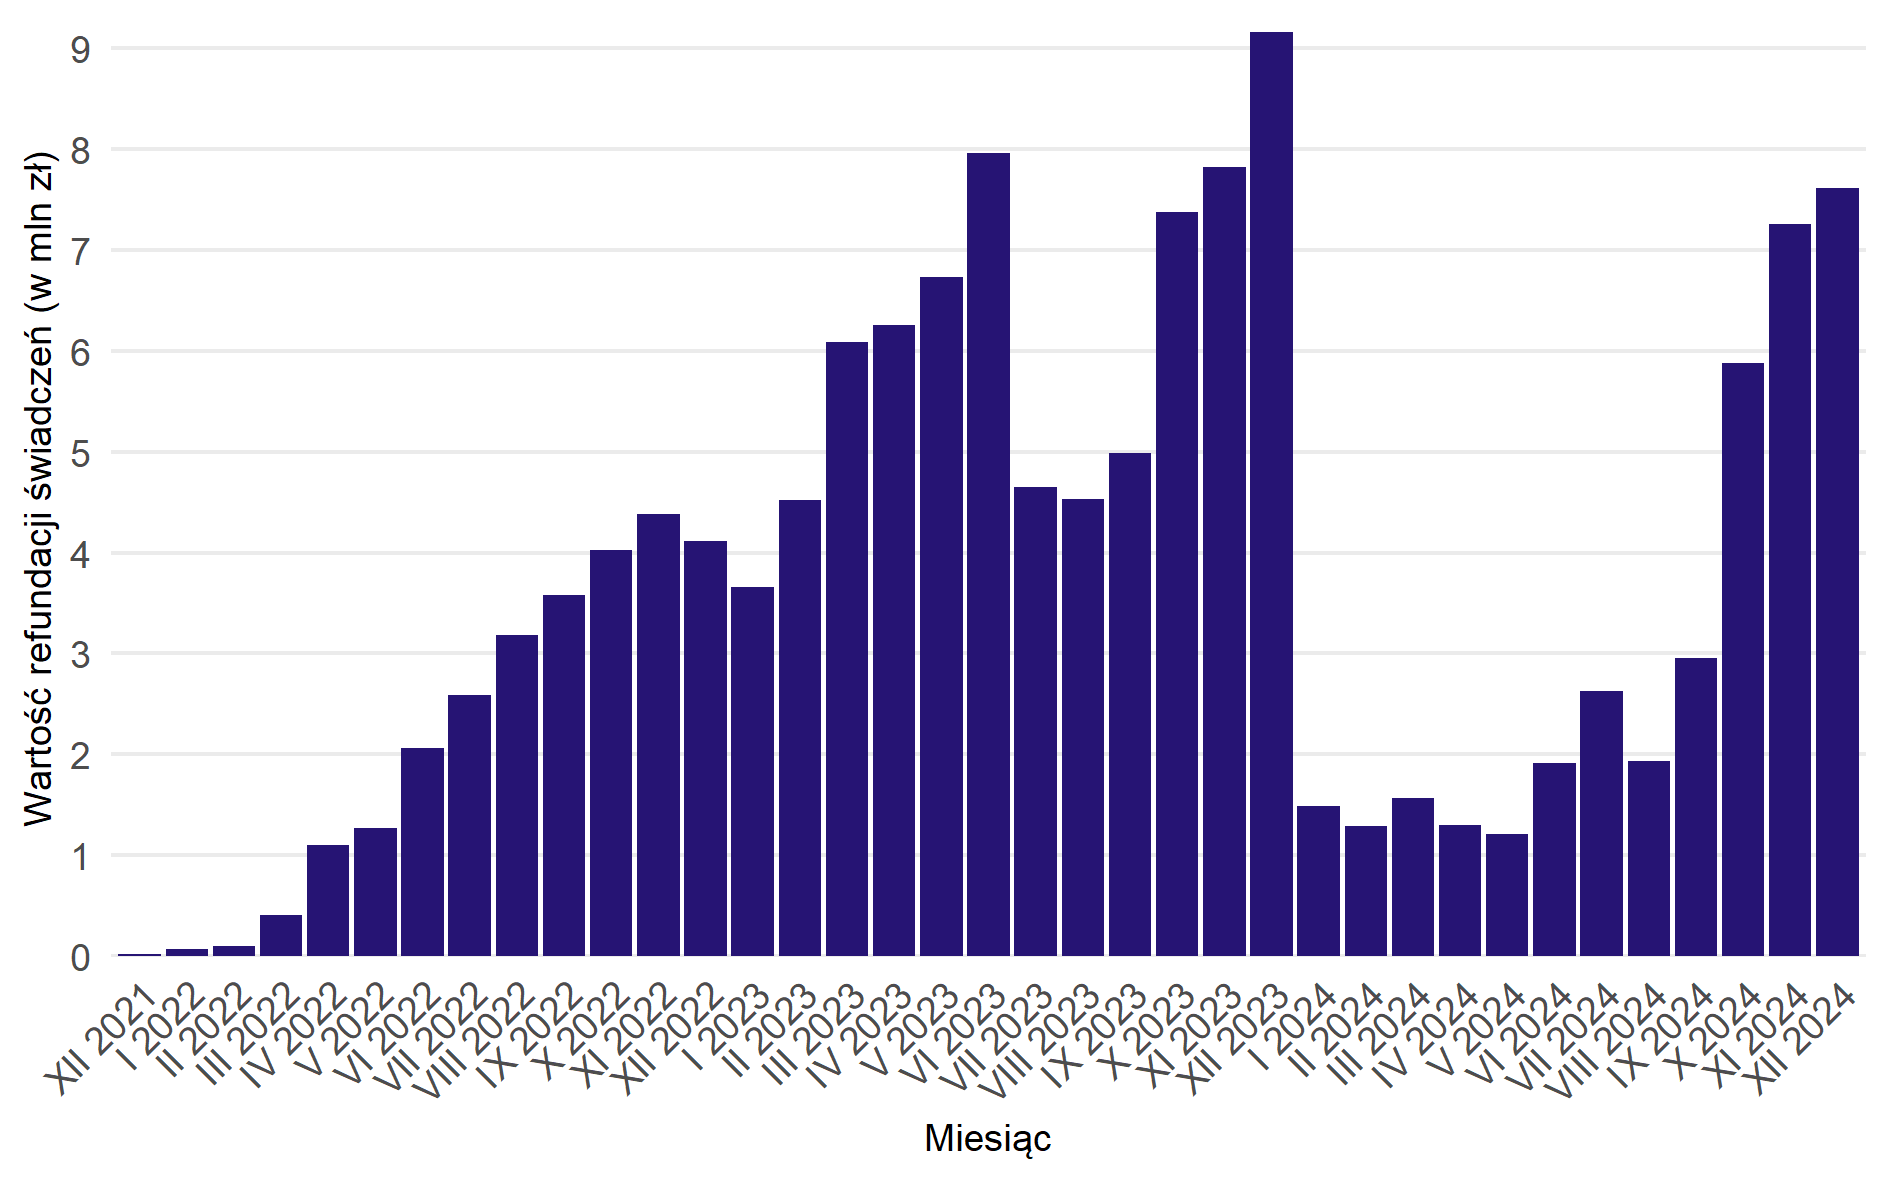 Wartość refundacji świadczeń (w mln zł)
9
8
7
6
5
4
3
2
1
0
XII 2021
I 2022
II 2022
III 2022
IV 2022
V 2022
VI 2022
VII 2022
VIII 2022
IX 2022
X 2022
XI 2022
XII 2022
I 2023
II 2023
III 2023
IV 2023
V 2023
VI 2023
VII 2023
VIII 2023
IX 2023
X 2023
XI 2023
XII 2023
I 2024
II 2024
III 2024
IV 2024
V 2024
VI 2024
VII 2024
VIII 2024
IX 2024
X 2024
XI 2024
XII 2024
Miesiąc